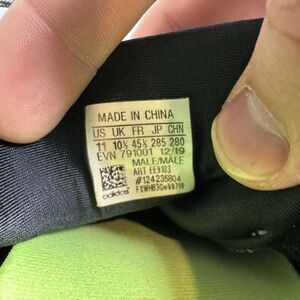 MADE IN CHINA
US UK FR JP CHN
11 10½ 45⅓ 285 280
EVN 791001 12/19
MALE/MALE
ART EE9103
#124235804
adidas